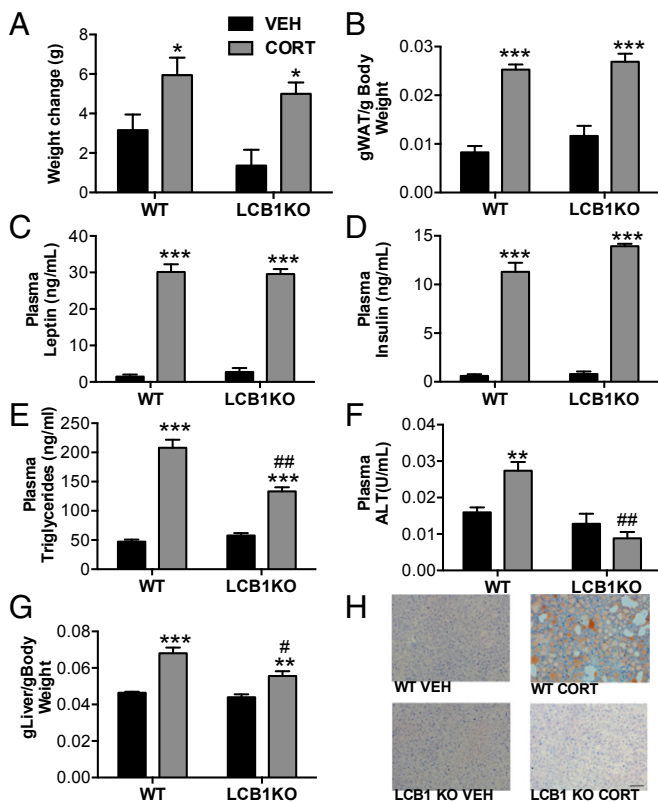 A
VEH
CORT
Weight change (g)
8
6
4
2
0
*
*
WT
LCB1KO
B
gWAT/g Body
Weight
0.03
0.02
0.01
0.00
***
***
WT
LCB1KO
C
Plasma
Leptin (ng/mL)
40
30
20
10
0
***
***
WT
LCB1KO
D
Plasma
Insulin (ng/mL)
15
10
5
0
***
***
WT
LCB1KO
E
Plasma
Triglycerides (ng/ml)
250
200
150
100
50
0
***
##
***
WT
LCB1KO
F
Plasma
ALT(U/mL)
0.04
0.03
0.02
0.01
0.00
**
##
WT
LCB1KO
G
gLiver/gBody
Weight
0.08
0.06
0.04
0.02
0.00
***
#
**
WT
LCB1KO
H
WT VEH
WT CORT
LCB1 KO VEH
LCB1 KO CORT